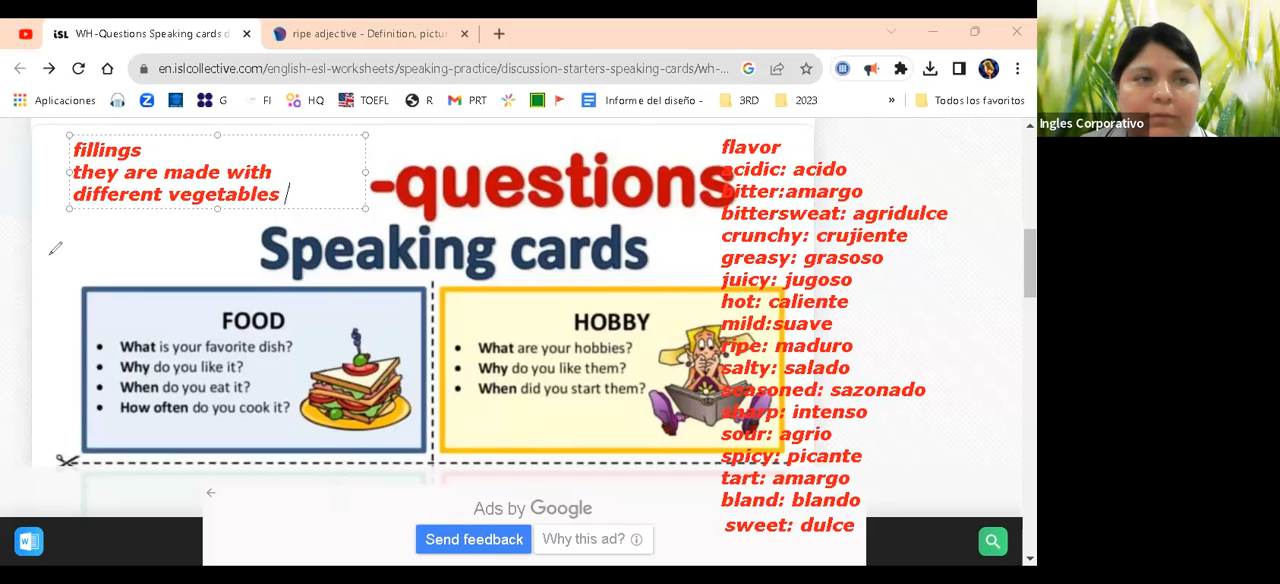 WH-Questions Speaking cards d
ripe adjective - Definition, pictur
en.islcollective.com/english-esl-worksheets/speaking-practice/discussion-starters-speaking-cards/wh-...
Aplicaciones
G
FI
HQ
TOEFL
R
PRT
Informe del diseño -
3RD
2023
»
Todos los favoritos
Ingles Corporativo
fillings
they are made with
different vegetables
-questions
Speaking cards
FOOD
What is your favorite dish?
Why do you like it?
When do you eat it?
How often do you cook it?
HOBBY
What are your hobbies?
Why do you like them?
When did you start them?
flavor
acidic: acido
bitter:amargo
bittersweat: agridulce
crunchy: crujiente
greasy: grasoso
juicy: jugoso
hot: caliente
mild:suave
ripe: maduro
salty: salado
seasoned: sazonado
sharp: intenso
sour: agrio
spicy: picante
tart: amargo
bland: blando
sweet: dulce
Ads by Google
Send feedback
Why this ad?